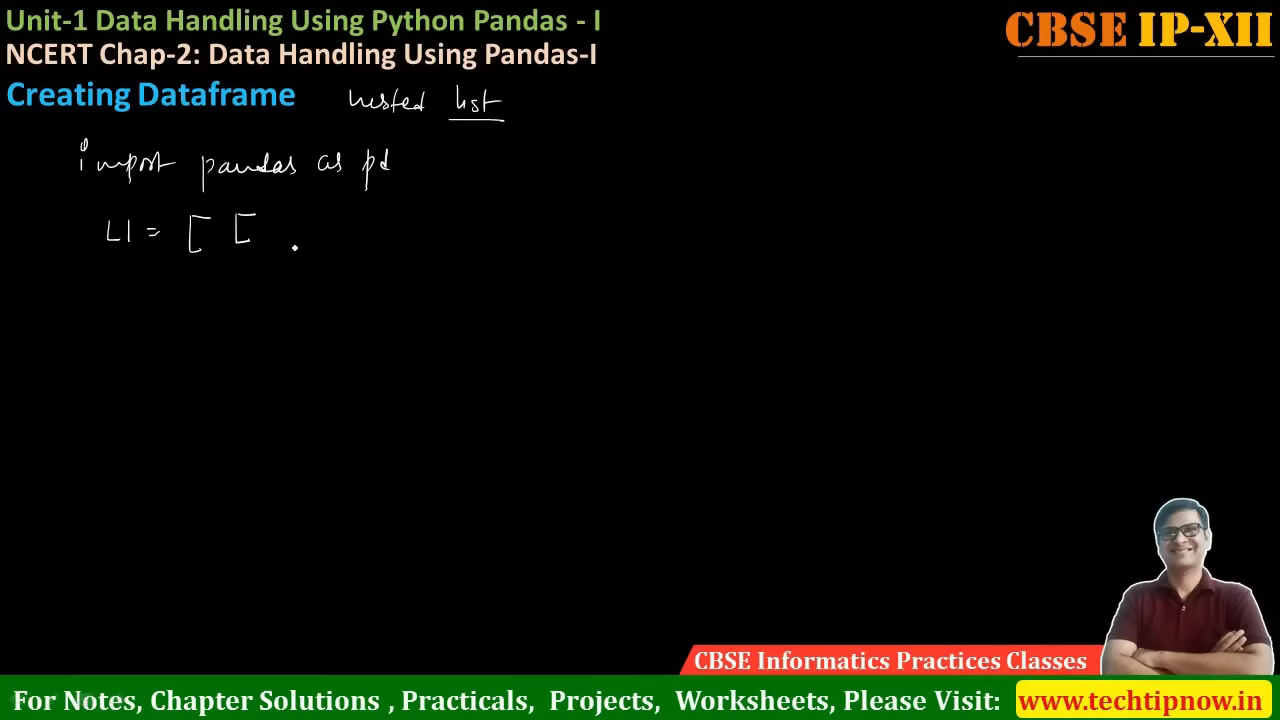 Unit-1 Data Handling Using Python Pandas - I
CBSE IP-XII
NCERT Chap-2: Data Handling Using Pandas-I
Creating Dataframe nested list
import pandas as pd
L1 = [ [
CBSE Informatics Practices Classes
For Notes, Chapter Solutions , Practicals, Projects, Worksheets, Please Visit: www.techtipnow.in